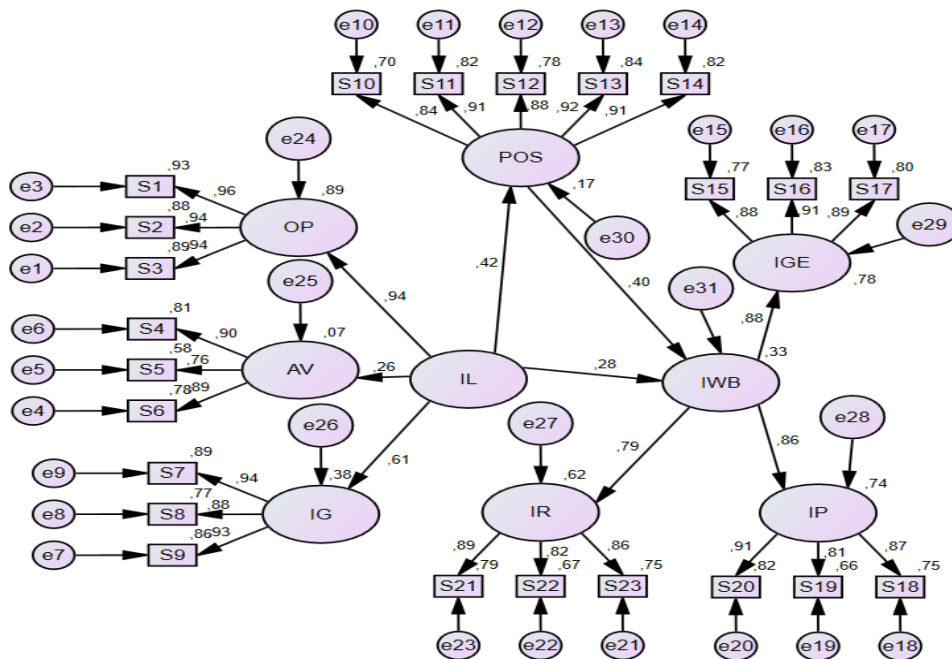 e10 e11 e12 e13 e14
,70 ,82 ,78 ,84 ,82
S10 S11 S12 S13 S14
,84 ,91 ,88 ,92 ,91
e15 e16 e17
e24 POS
,93 ,77 ,83 ,80
e3 S1 ,96 ,89 ,17 S15 S16 S17
,88 ,88 ,91 ,89
e2 S2 ,94 OP e30 e29
,89 ,94
e1 S3 e25 ,42 ,40 e31 IGE ,78
,81 ,94
e6 S4 ,90 ,07 ,88 ,33
,58
e5 S5 ,76 AV ,26 IL ,28 IWB
,78 ,89
e4 S6 e26 ,61 e27 ,79 ,86 e28
,89
e9 S7 ,94 ,38 ,62 ,74
,77
e8 S8 ,88 IG IR IP
,86 ,93
e7 S9
,89 ,82 ,86 ,91 ,81 ,87
,79 ,67 ,75 ,82 ,66 ,75
S21 S22 S23 S20 S19 S18
e23 e22 e21 e20 e19 e18